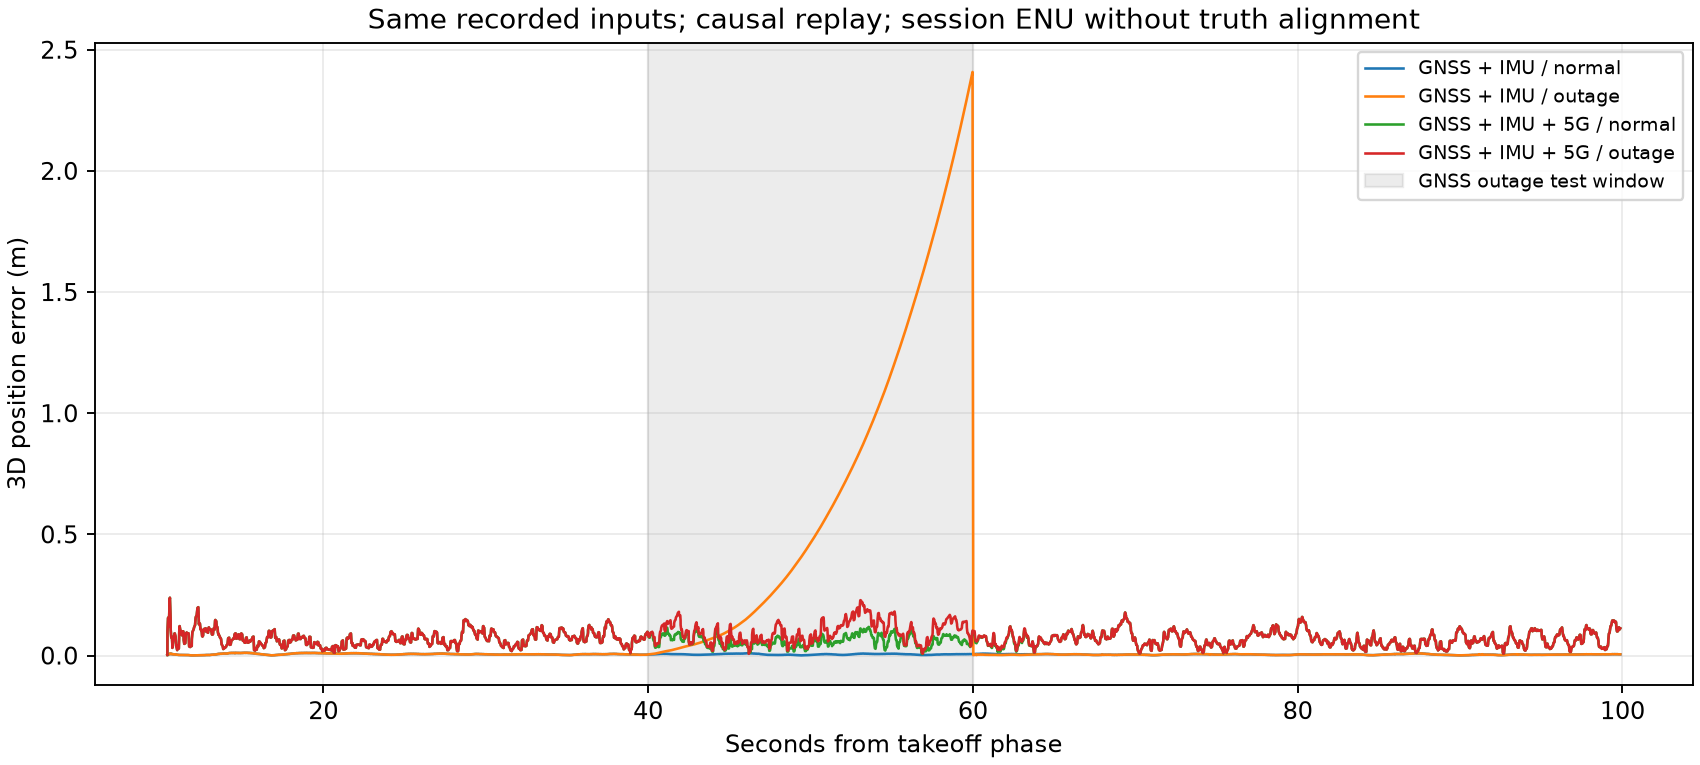 Same recorded inputs; causal replay; session ENU without truth alignment
GNSS + IMU / normal
GNSS + IMU / outage
GNSS + IMU + 5G / normal
GNSS + IMU + 5G / outage
GNSS outage test window
3D position error (m)
2.5
2.0
1.5
1.0
0.5
0.0
20
40
60
80
100
Seconds from takeoff phase